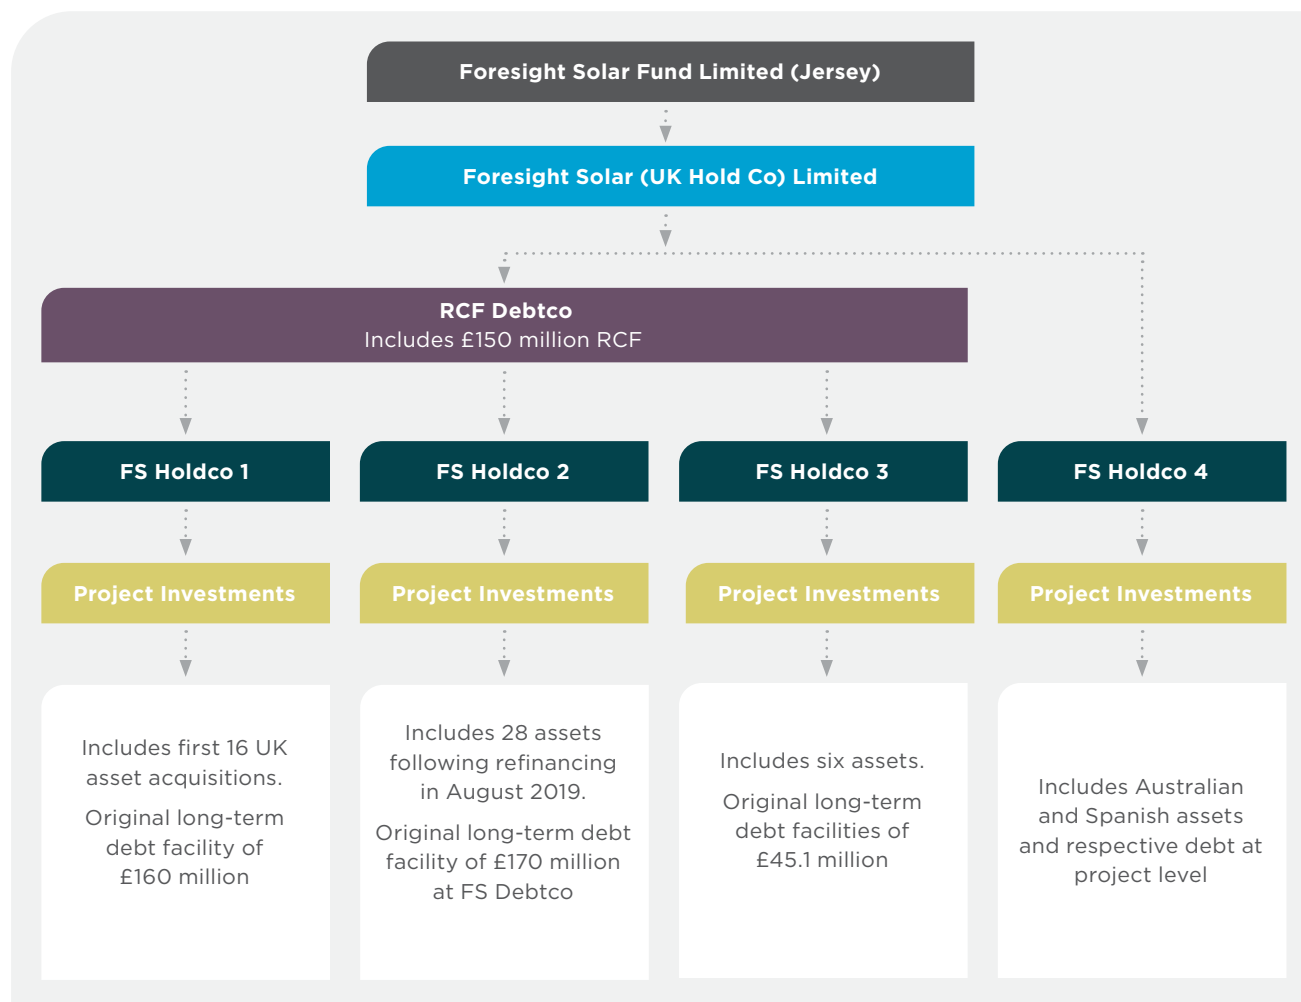 Foresight Solar Fund Limited (Jersey)
Foresight Solar (UK Hold Co) Limited
RCF Debtco
Includes £150 million RCF
FS Holdco 1
FS Holdco 2
FS Holdco 3
FS Holdco 4
Project Investments
Project Investments
Project Investments
Project Investments
Includes first 16 UK
asset acquisitions.
Original long-term
debt facility of
£160 million
Includes 28 assets
following refinancing
in August 2019.
Original long-term debt
facility of £170 million
at FS Debtco
Includes six assets.
Original long-term
debt facilities of
£45.1 million
Includes Australian
and Spanish assets
and respective debt at
project level